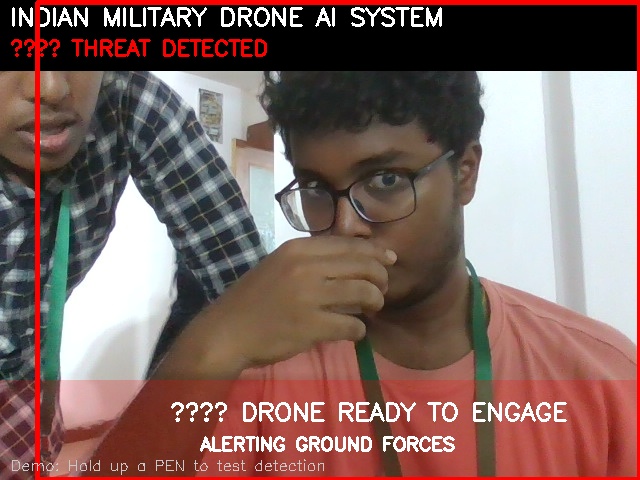 INDIAN MILITARY DRONE AI SYSTEM
???? THREAT DETECTED
???? DRONE READY TO ENGAGE
ALERTING GROUND FORCES
Demo: Hold up a PEN to test detection